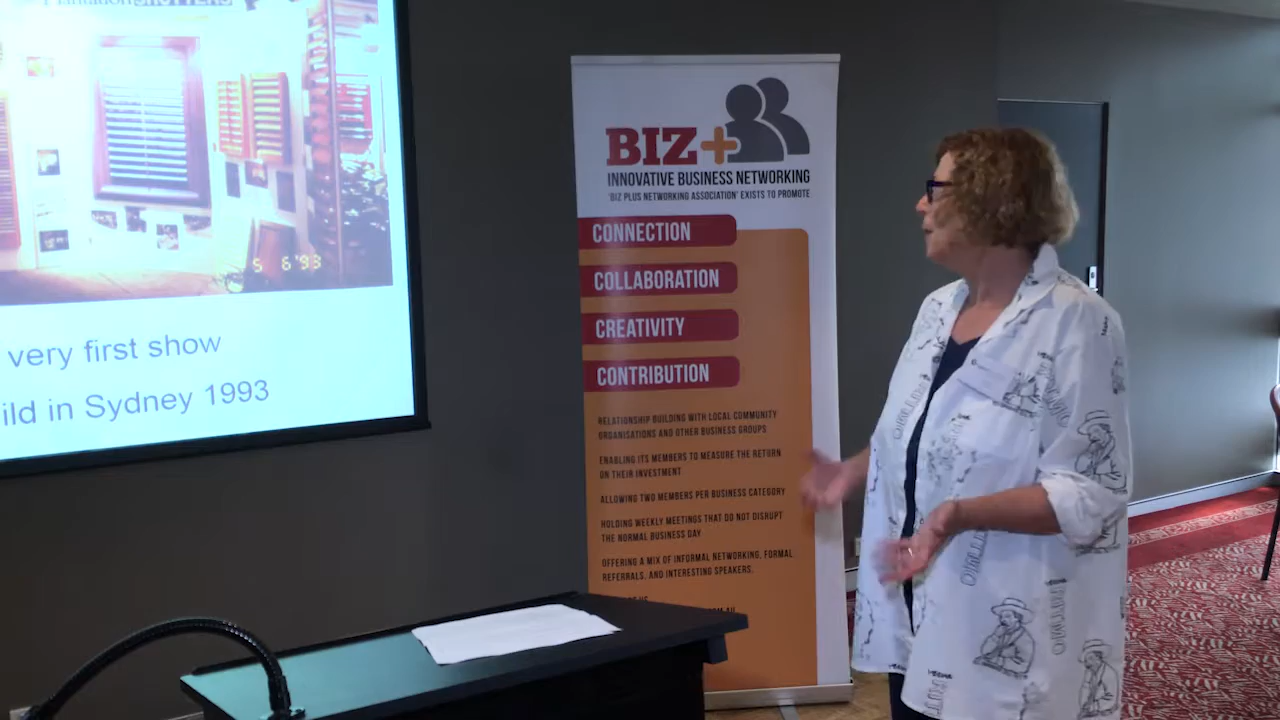 Plantation SHUTTERS
5 6'93
very first show
ild in Sydney 1993
BIZ+
INNOVATIVE BUSINESS NETWORKING
'BIZ PLUS NETWORKING ASSOCIATION' EXISTS TO PROMOTE
CONNECTION
COLLABORATION
CREATIVITY
CONTRIBUTION
RELATIONSHIP BUILDING WITH LOCAL COMMUNITY
ORGANISATIONS AND OTHER BUSINESS GROUPS
ENABLING ITS MEMBERS TO MEASURE THE RETURN
ON THEIR INVESTMENT
ALLOWING TWO MEMBERS PER BUSINESS CATEGORY
HOLDING WEEKLY MEETINGS THAT DO NOT DISRUPT
THE NORMAL BUSINESS DAY
OFFERING A MIX OF INFORMAL NETWORKING, FORMAL
REFERRALS, AND INTERESTING SPEAKERS.